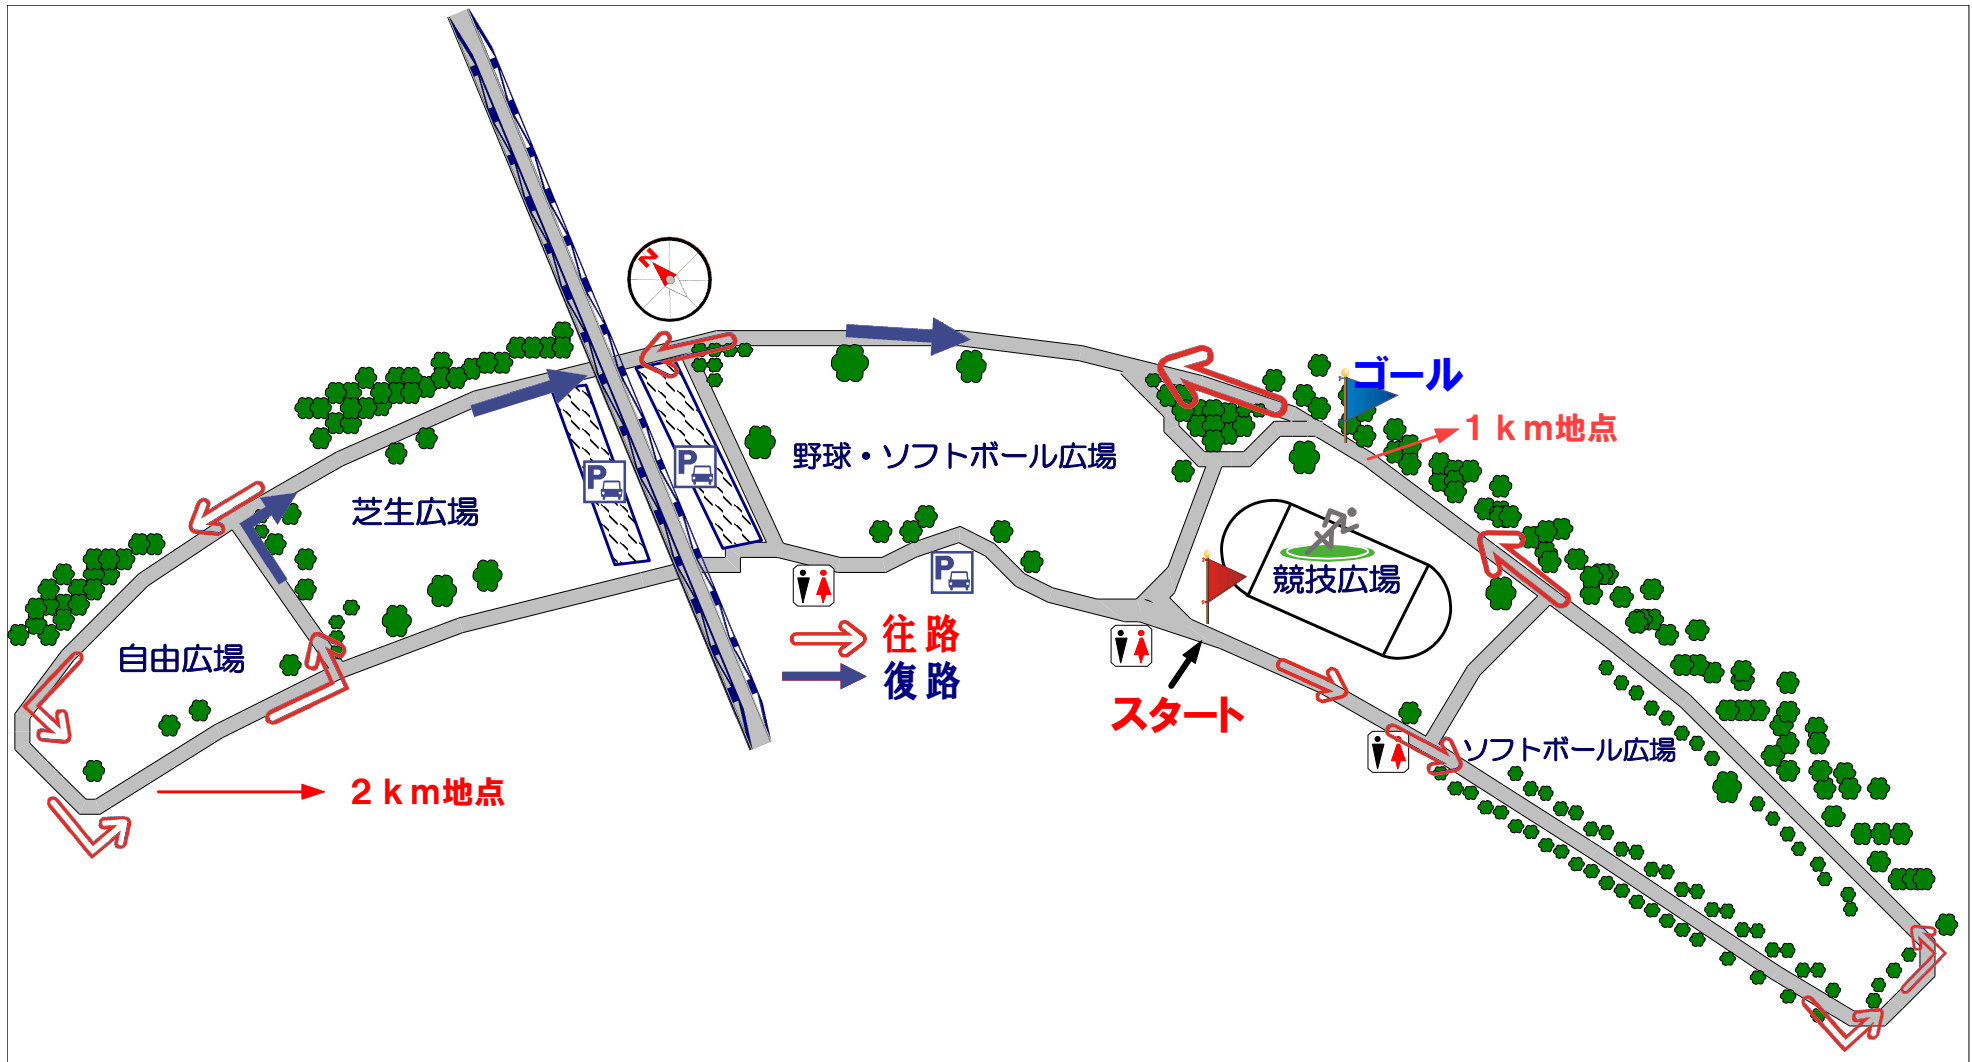 N
ゴール
1km地点
野球・ソフトボール広場
P
P
芝生広場
競技広場
P
往路
自由広場
復路
スタート
ソフトボール広場
2km地点